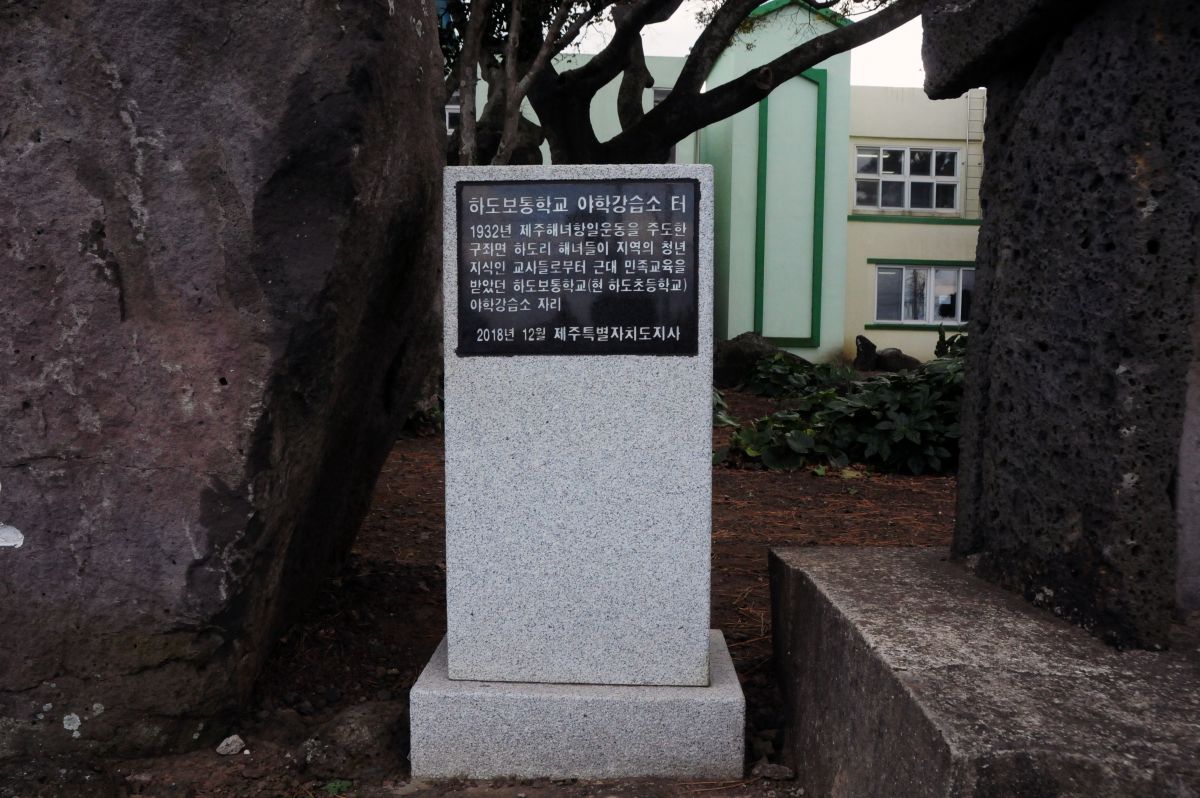 하도보통학교 야학강습소 터
1932년 제주해녀항일운동을 주도한
구좌면 하도리 해녀들이 지역의 청년
지식인 교사들로부터 근대 민족교육을
받았던 하도보통학교(현 하도초등학교)
야학강습소 자리
2018년 12월 제주특별자치도지사